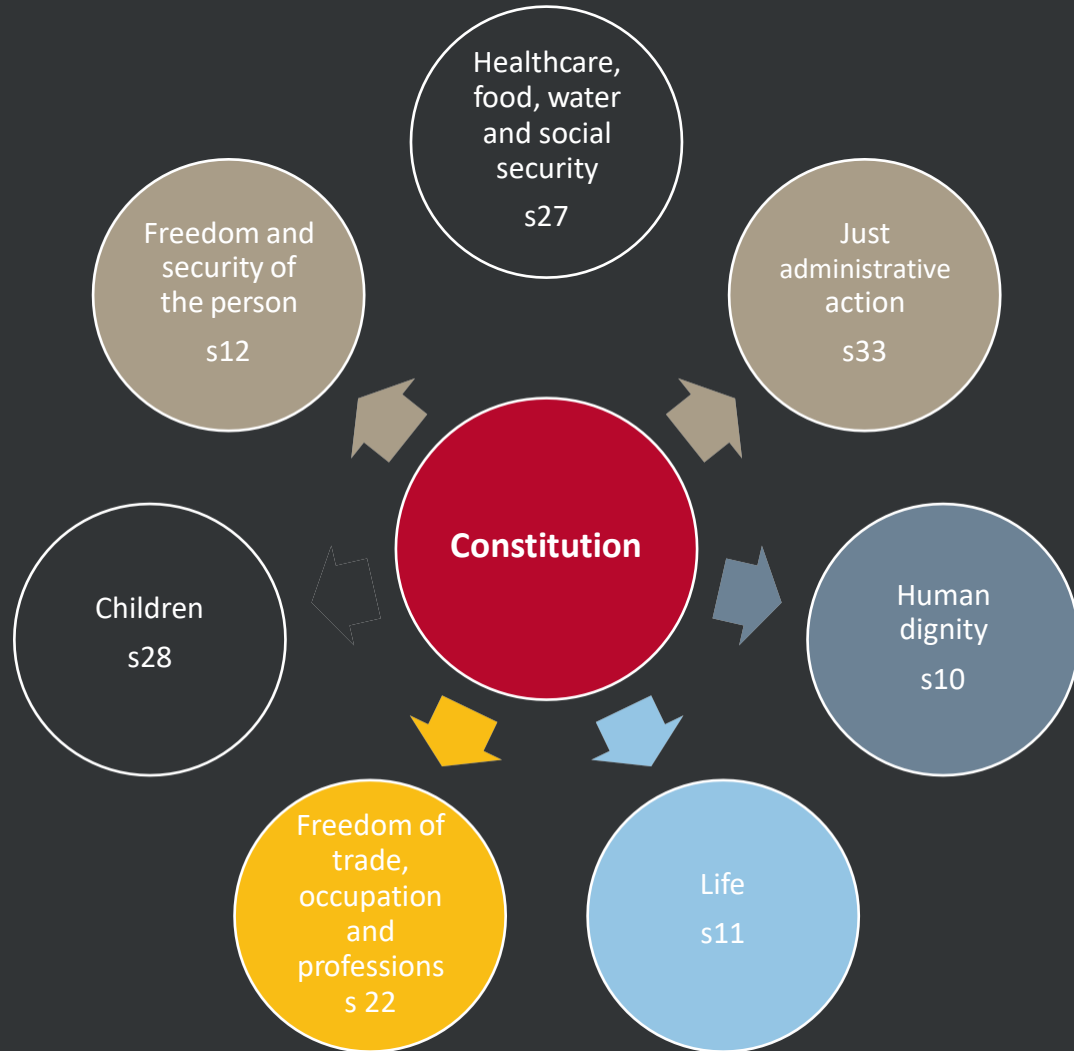 Healthcare,
food, water
and social
security
s27
Just
administrative
action
s33
Human
dignity
s10
Life
s11
Freedom of
trade,
occupation
and
professions
s 22
Children
s28
Freedom and
security of
the person
s12
Constitution